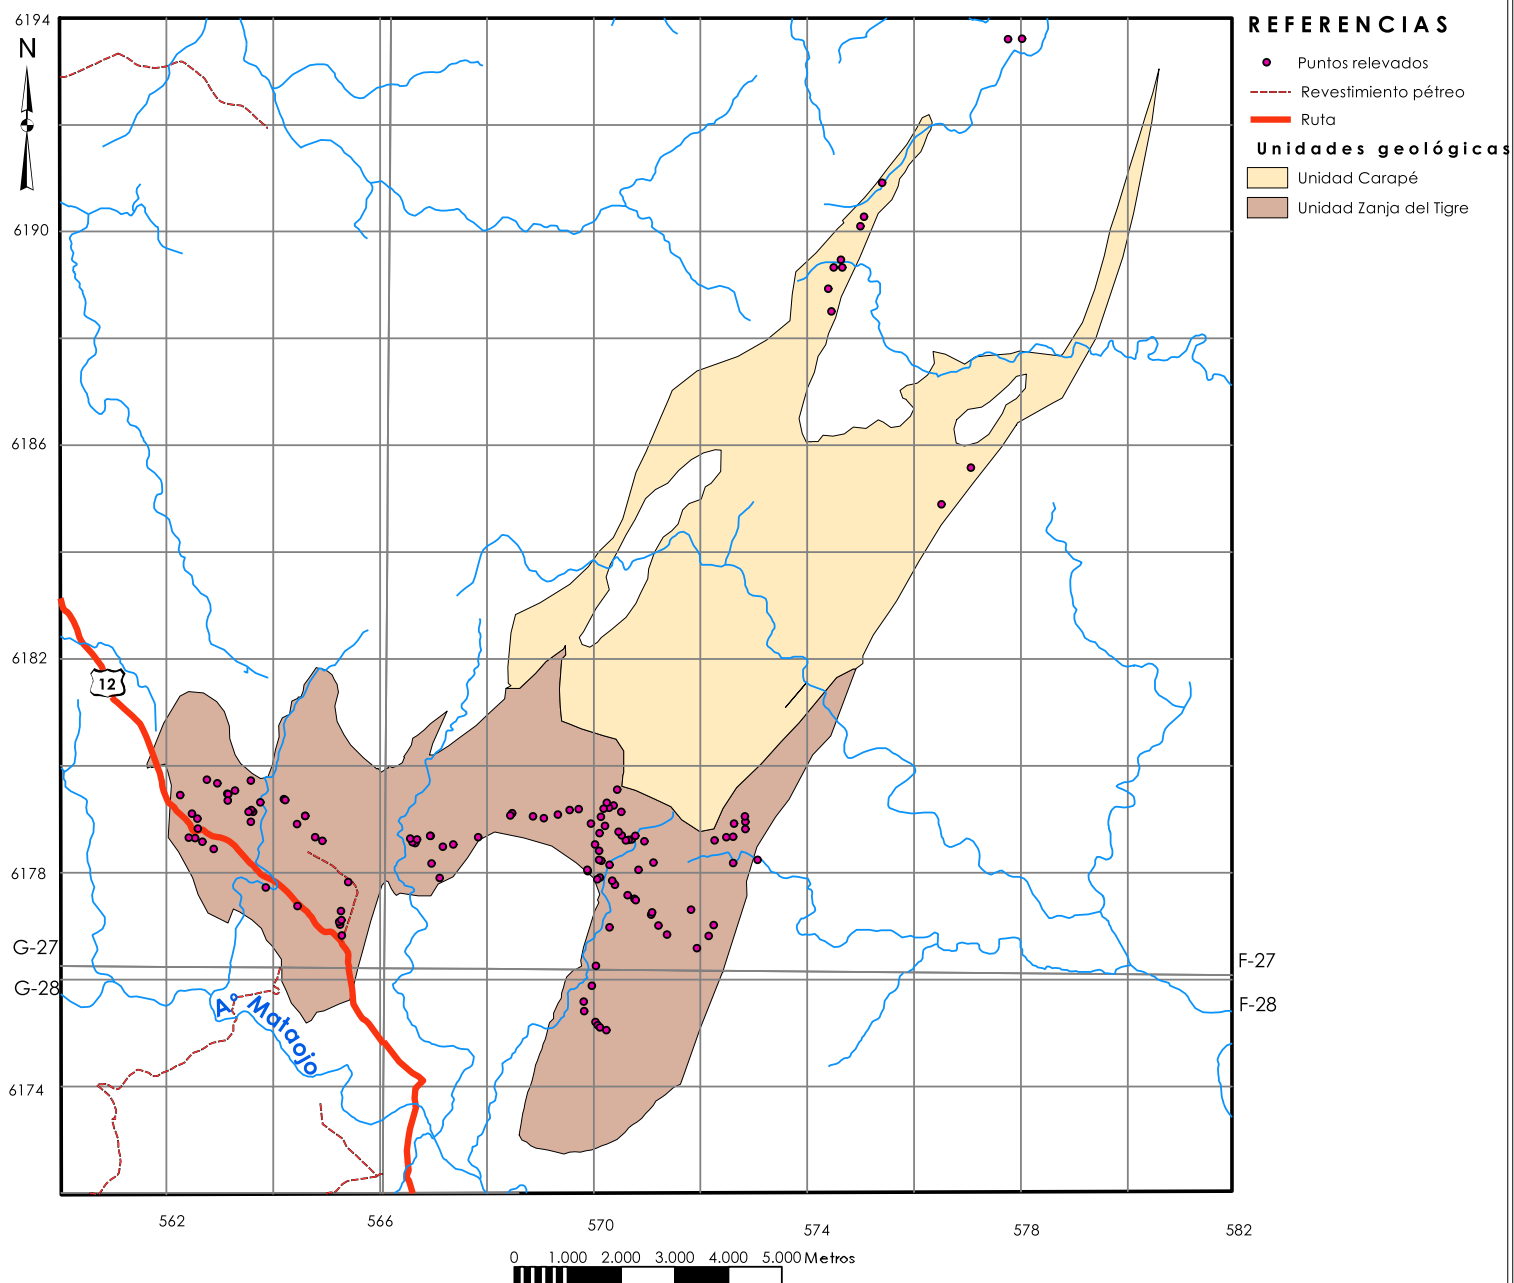 6194
N
6190
6186
6182
6178
6174
12
G-27
G-28
F-27
F-28
A° Mataojo
562
566
570
574
578
582
0 1.000 2.000 3.000 4.000 5.000 Metros
REFERENCIAS
Puntos relevados
Revestimiento pétreo
Ruta
Unidades geológicas
Unidad Carapé
Unidad Zanja del Tigre